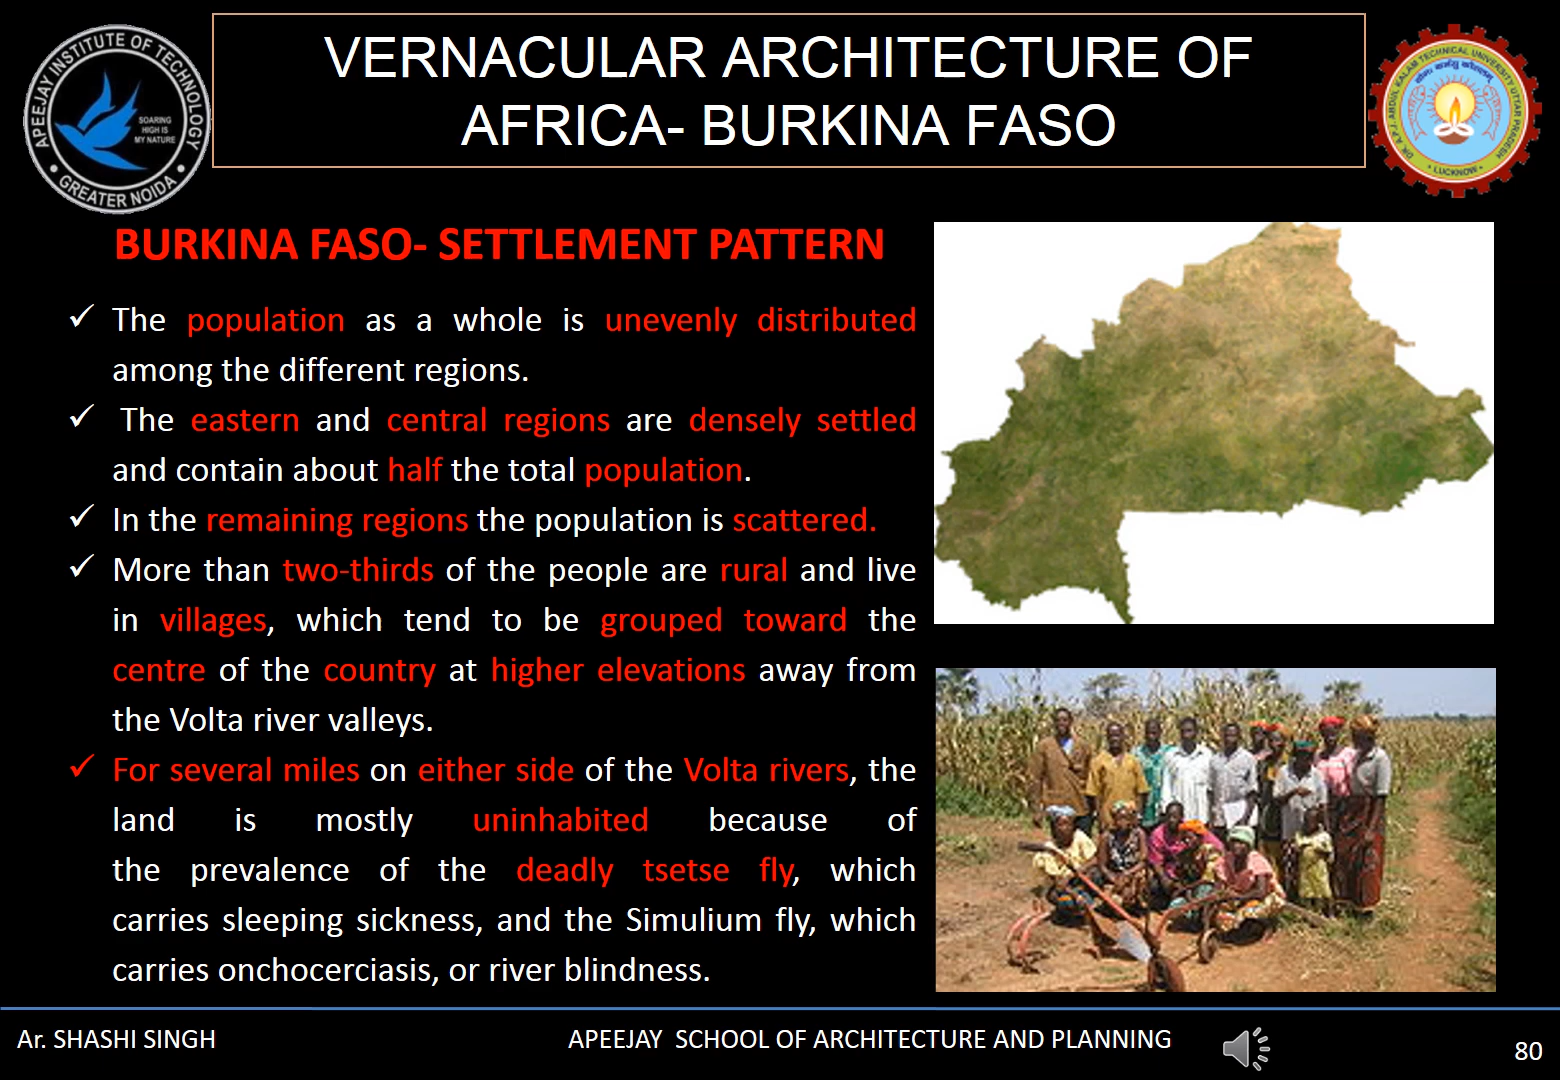 APEEJAY INSTITUTE OF TECHNOLOGY
SOARING
HIGH IS
MY NATURE
• GREATER NOIDA •
VERNACULAR ARCHITECTURE OF
AFRICA- BURKINA FASO
DR. A.P.J. ABDUL KALAM TECHNICAL UNIVERSITY UTTAR PRADESH
• LUCKNOW •
BURKINA FASO- SETTLEMENT PATTERN
✓ The population as a whole is unevenly distributed
among the different regions.
✓ The eastern and central regions are densely settled
and contain about half the total population.
✓ In the remaining regions the population is scattered.
✓ More than two-thirds of the people are rural and live
in villages, which tend to be grouped toward the
centre of the country at higher elevations away from
the Volta river valleys.
✓ For several miles on either side of the Volta rivers, the
land is mostly uninhabited because of
the prevalence of the deadly tsetse fly, which
carries sleeping sickness, and the Simulium fly, which
carries onchocerciasis, or river blindness.
Ar. SHASHI SINGH
APEEJAY SCHOOL OF ARCHITECTURE AND PLANNING
80